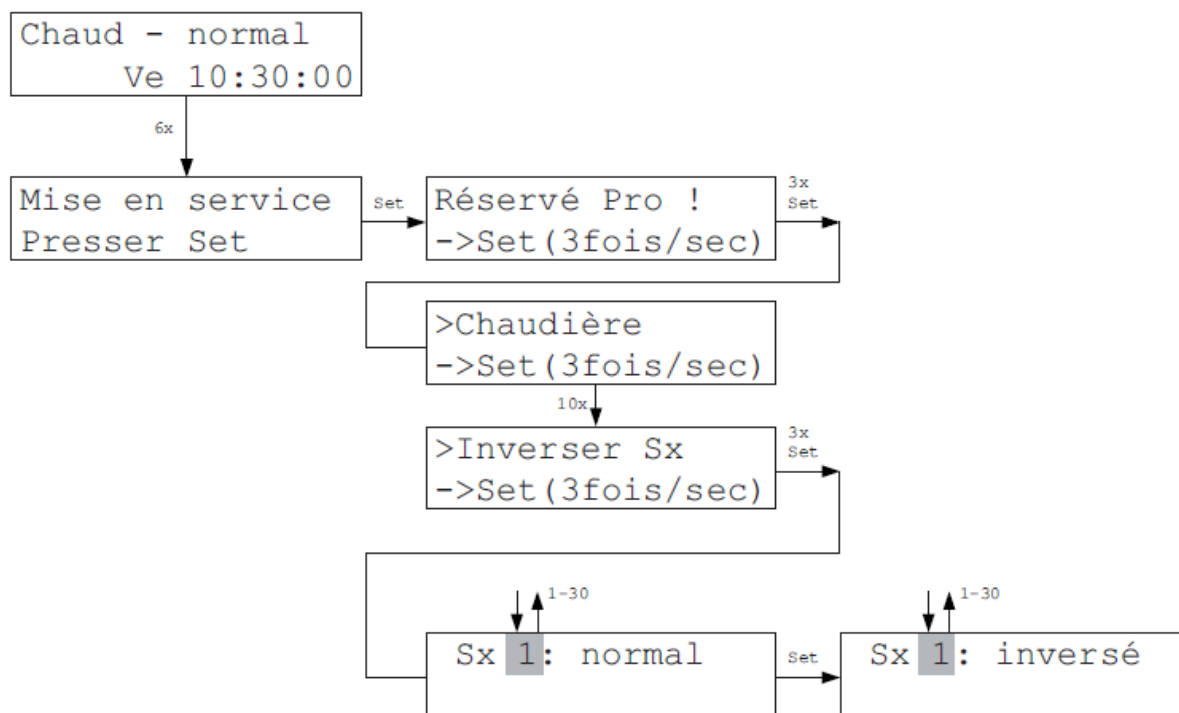 Chaud - normal
Ve 10:30:00
6x
Mise en service
Presser Set
Set
Réservé Pro !
->Set(3fois/sec)
3x
Set
>Chaudière
->Set(3fois/sec)
10x
>Inverser Sx
->Set(3fois/sec)
3x
Set
1-30
Sx 1: normal
Set
1-30
Sx 1: inversé